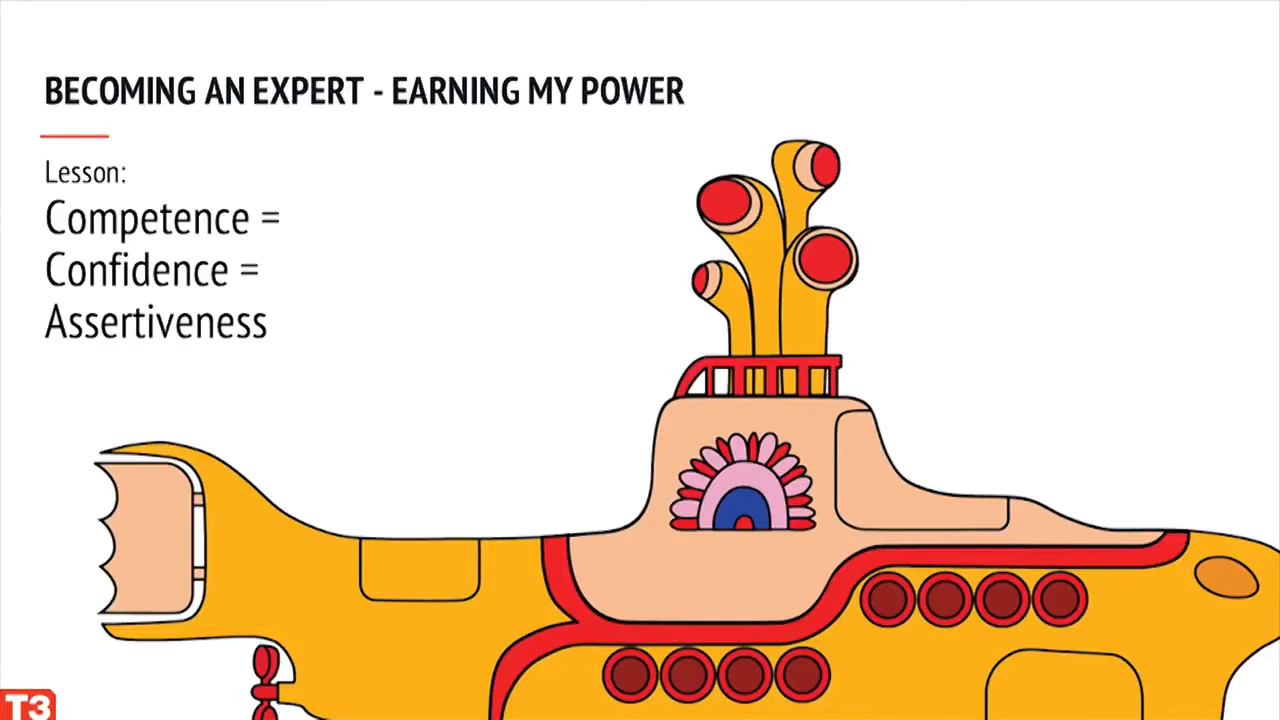 BECOMING AN EXPERT - EARNING MY POWER
Lesson:
Competence =
Confidence =
Assertiveness
T3